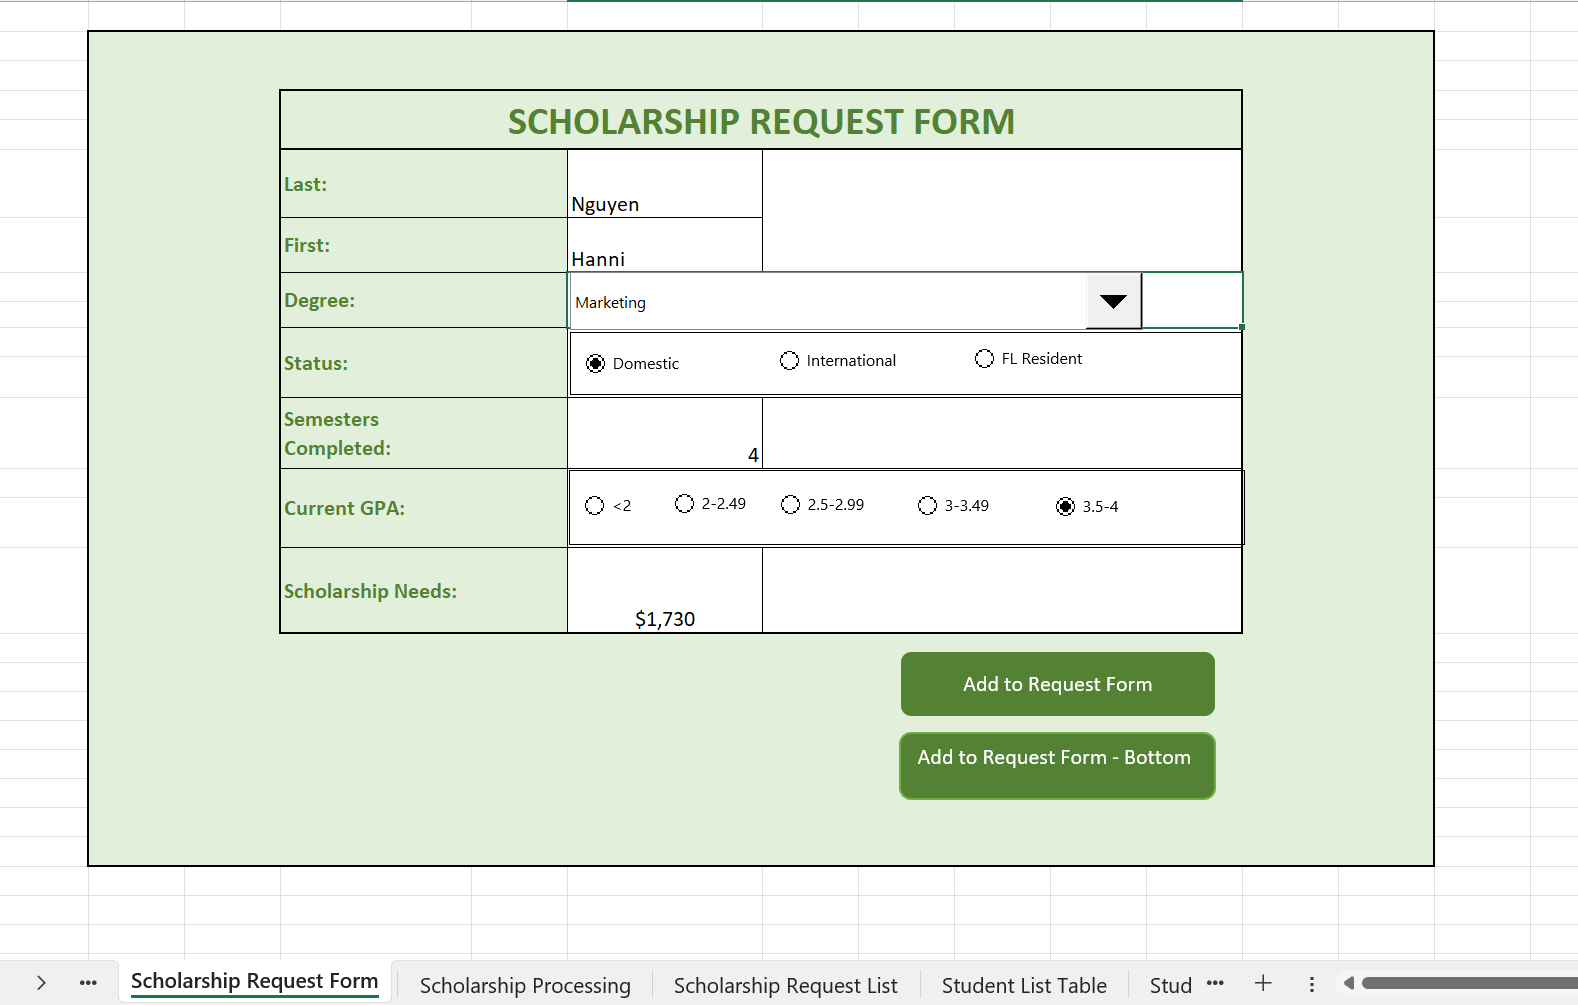 SCHOLARSHIP REQUEST FORM
Last:
Nguyen
First:
Hanni
Degree:
Marketing
Status:
Domestic
International
FL Resident
Semesters
Completed:
4
Current GPA:
<2
2-2.49
2.5-2.99
3-3.49
3.5-4
Scholarship Needs:
$1,730
Add to Request Form
Add to Request Form - Bottom
Scholarship Request Form
Scholarship Processing
Scholarship Request List
Student List Table
Stud